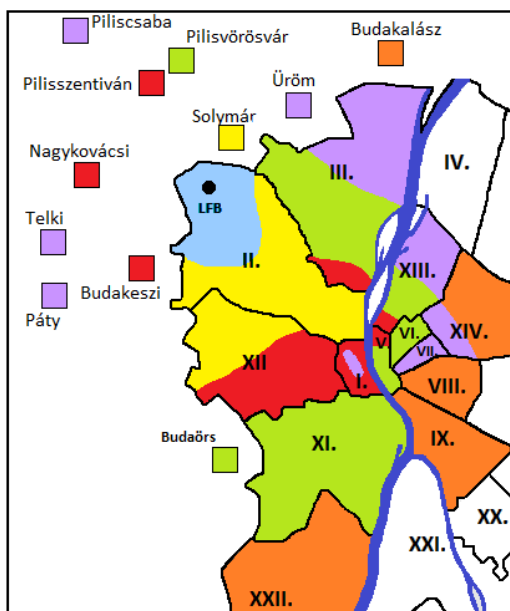 Piliscsaba
Pilisvörösvár
Budakalász
Pilisszentiván
Üröm
Solymár
Nagykovácsi
III.
IV.
LFB
Telki
II.
XIII.
Budakeszi
Páty
VI.
XIV.
V.
VII.
XII
I.
VIII.
Budaörs
XI.
IX.
XX.
XXI.
XXII.